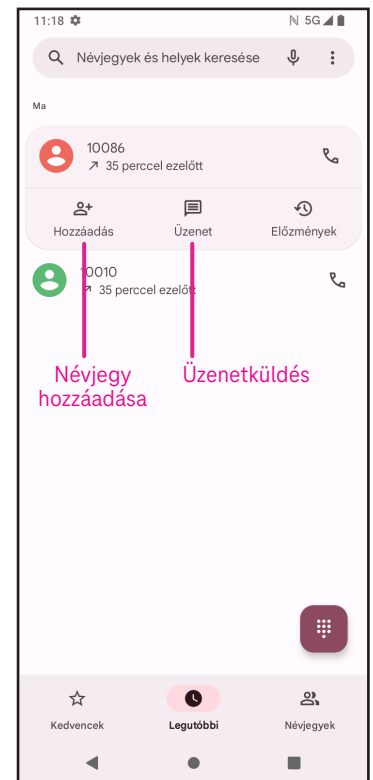 11:18 5G
Névjegyek és helyek keresése
Ma
10086
35 perccel ezelőtt
Hozzáadás Üzenet Előzmények
10010
35 perccel ezelőtt
Névjegy hozzáadása
Üzenetküldés
Kedvencek Legutóbbi Névjegyek